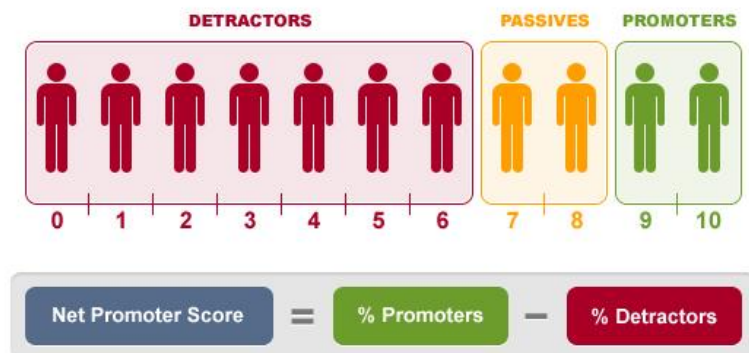 DETRACTORS PASSIVES PROMOTERS
0 1 2 3 4 5 6 7 8 9 10
Net Promoter Score = % Promoters − % Detractors